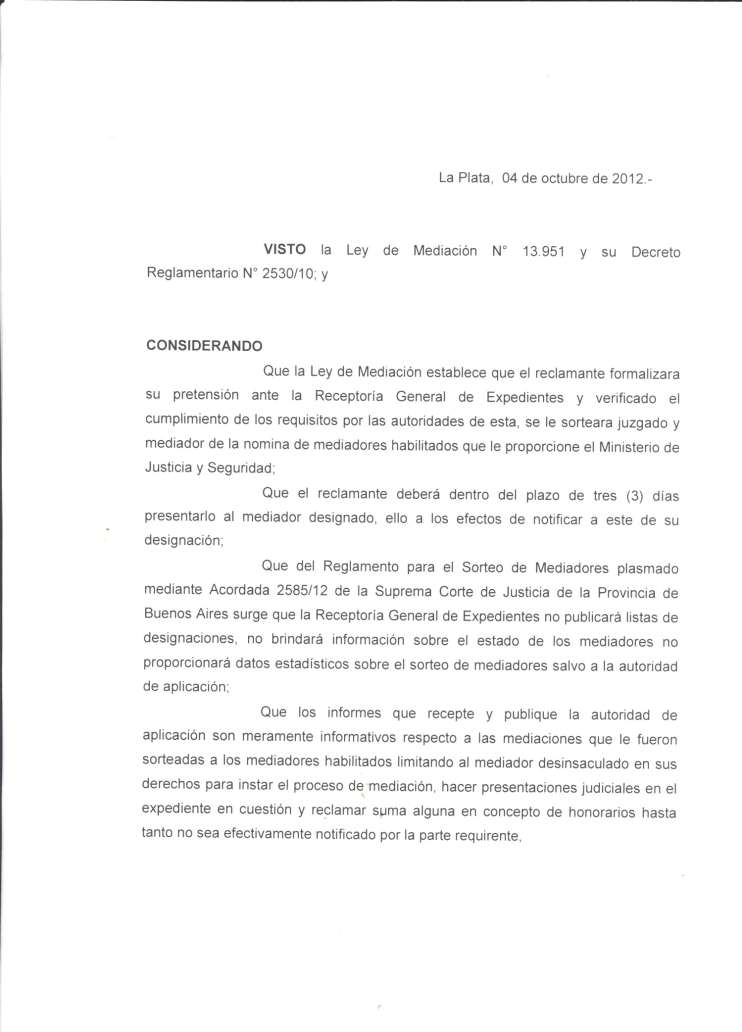 La Plata, 04 de octubre de 2012.-
VISTO la Ley de Mediación N° 13.951 y su Decreto
Reglamentario N° 2530/10; y
CONSIDERANDO
Que la Ley de Mediación establece que el reclamante formalizara
su pretensión ante la Receptoría General de Expedientes y verificado el
cumplimiento de los requisitos por las autoridades de esta, se le sorteara juzgado y
mediador de la nomina de mediadores habilitados que le proporcione el Ministerio de
Justicia y Seguridad;
Que el reclamante deberá dentro del plazo de tres (3) días
presentarlo al mediador designado, ello a los efectos de notificar a este de su
designación;
Que del Reglamento para el Sorteo de Mediadores plasmado
mediante Acordada 2585/12 de la Suprema Corte de Justicia de la Provincia de
Buenos Aires surge que la Receptoría General de Expedientes no publicará listas de
designaciones, no brindará información sobre el estado de los mediadores no
proporcionará datos estadísticos sobre el sorteo de mediadores salvo a la autoridad
de aplicación;
Que los informes que recepte y publique la autoridad de
aplicación son meramente informativos respecto a las mediaciones que le fueron
sorteadas a los mediadores habilitados limitando al mediador desinsaculado en sus
derechos para instar el proceso de mediación, hacer presentaciones judiciales en el
expediente en cuestión y reclamar suma alguna en concepto de honorarios hasta
tanto no sea efectivamente notificado por la parte requirente,